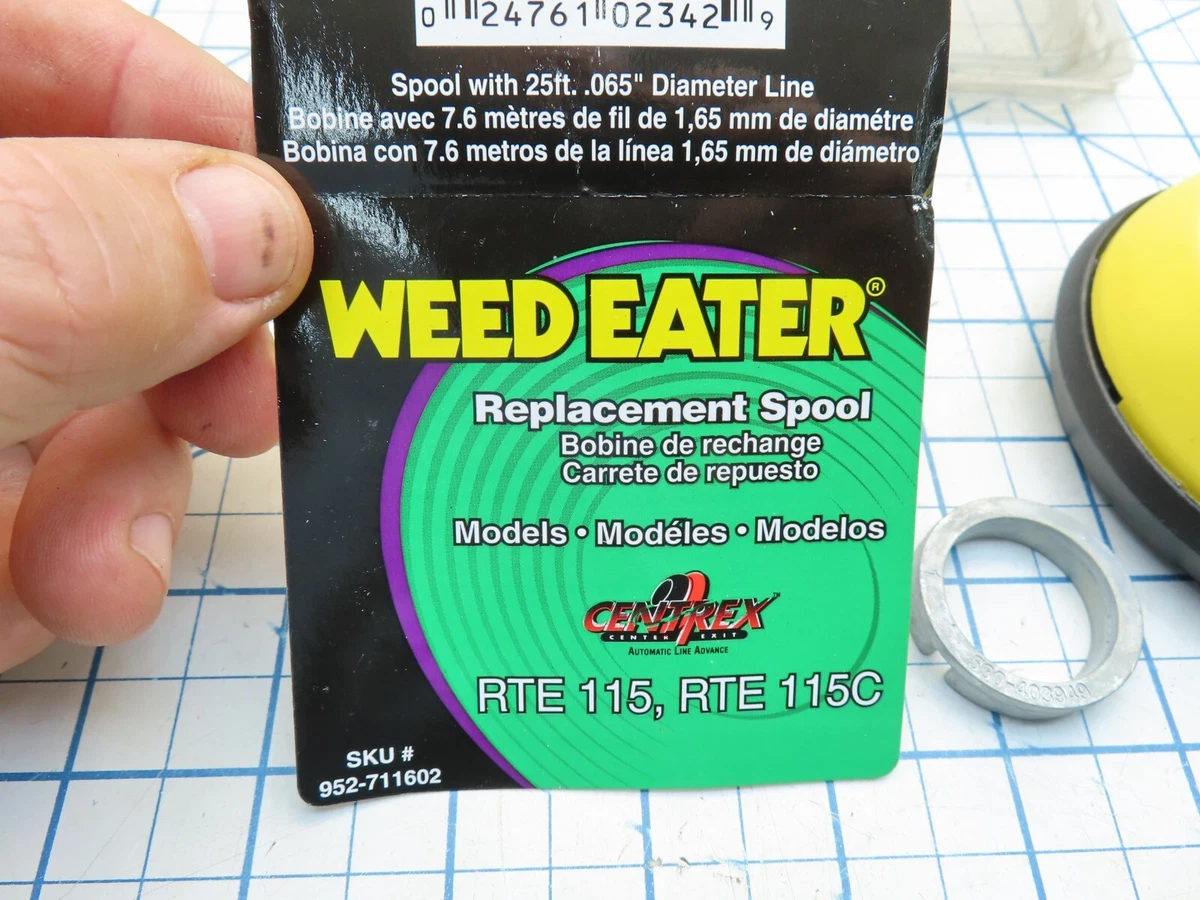 0 24761 02342 9
Spool with 25ft. .065" Diameter Line
Bobine avec 7.6 mètres de fil de 1,65 mm de diamétre
Bobina con 7.6 metros de la línea 1,65 mm de diámetro
WEED EATER®
Replacement Spool
Bobine de rechange
Carrete de repuesto
Models • Modéles • Modelos
CENTREX™
CENTER EXIT
AUTOMATIC LINE ADVANCE
RTE 115, RTE 115C
SKU #
952-711602
530-403949